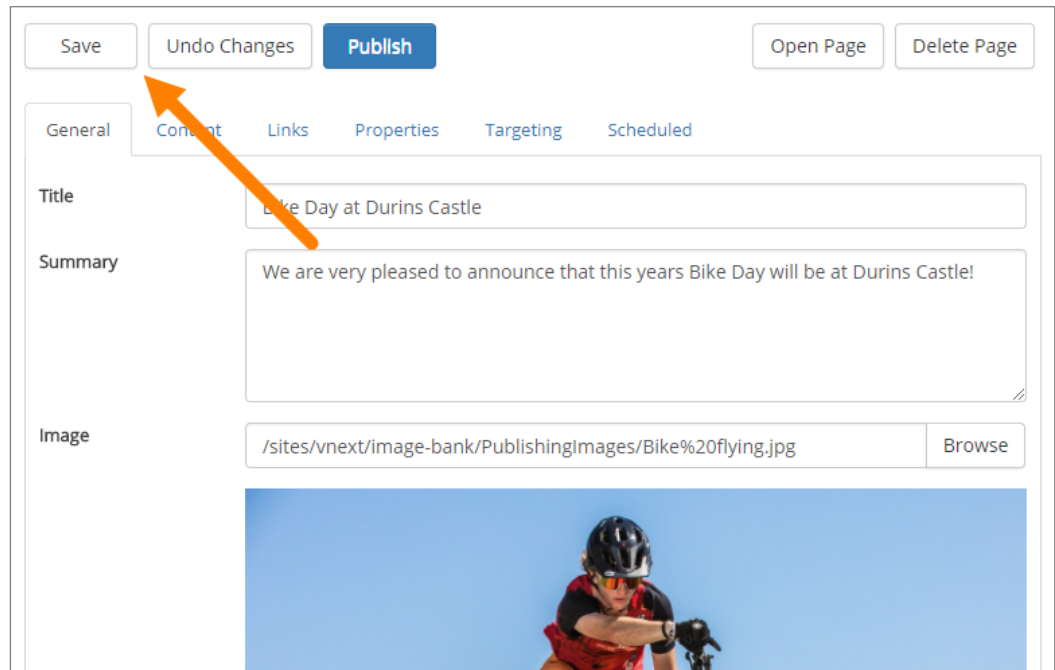 Save Undo Changes Publish Open Page Delete Page
General Content Links Properties Targeting Scheduled
Title
Bike Day at Durins Castle
Summary
We are very pleased to announce that this years Bike Day will be at Durins Castle!
Image
/sites/vnext/image-bank/PublishingImages/Bike%20flying.jpg Browse